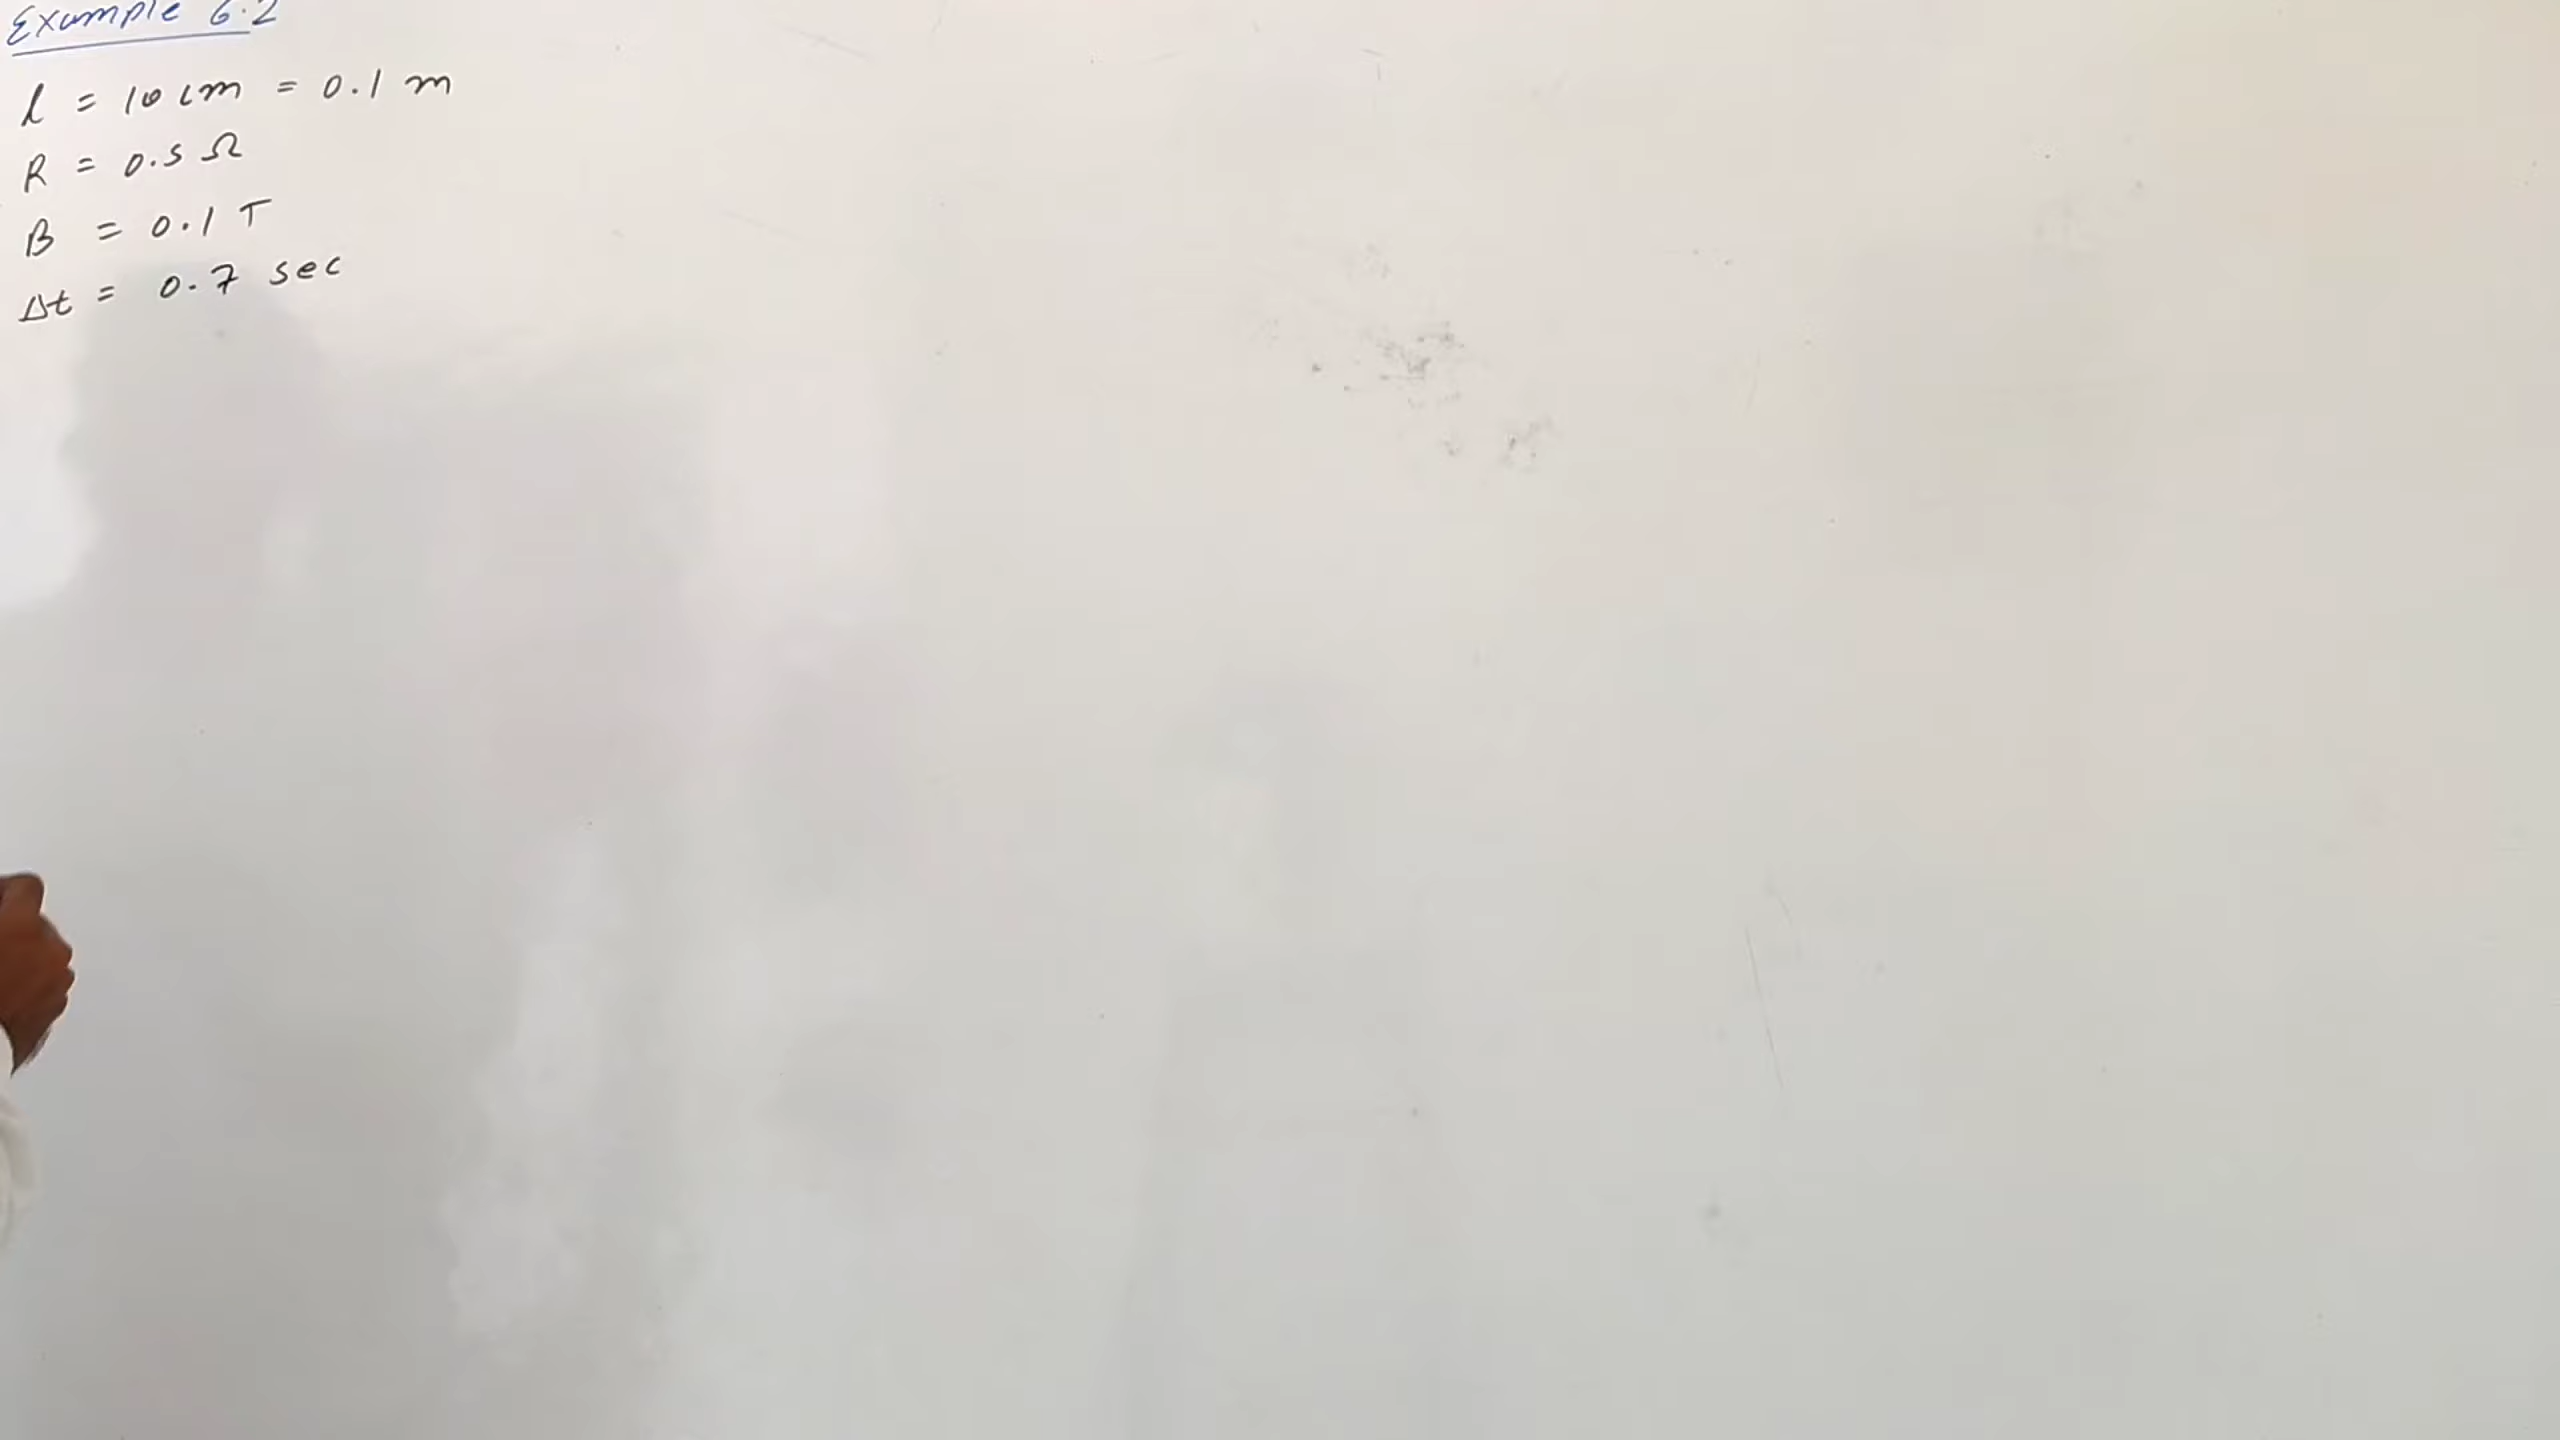 Example 6.2
l = 10 cm = 0.1 m
R = 0.5 Ω
B = 0.1 T
Δt = 0.7 sec